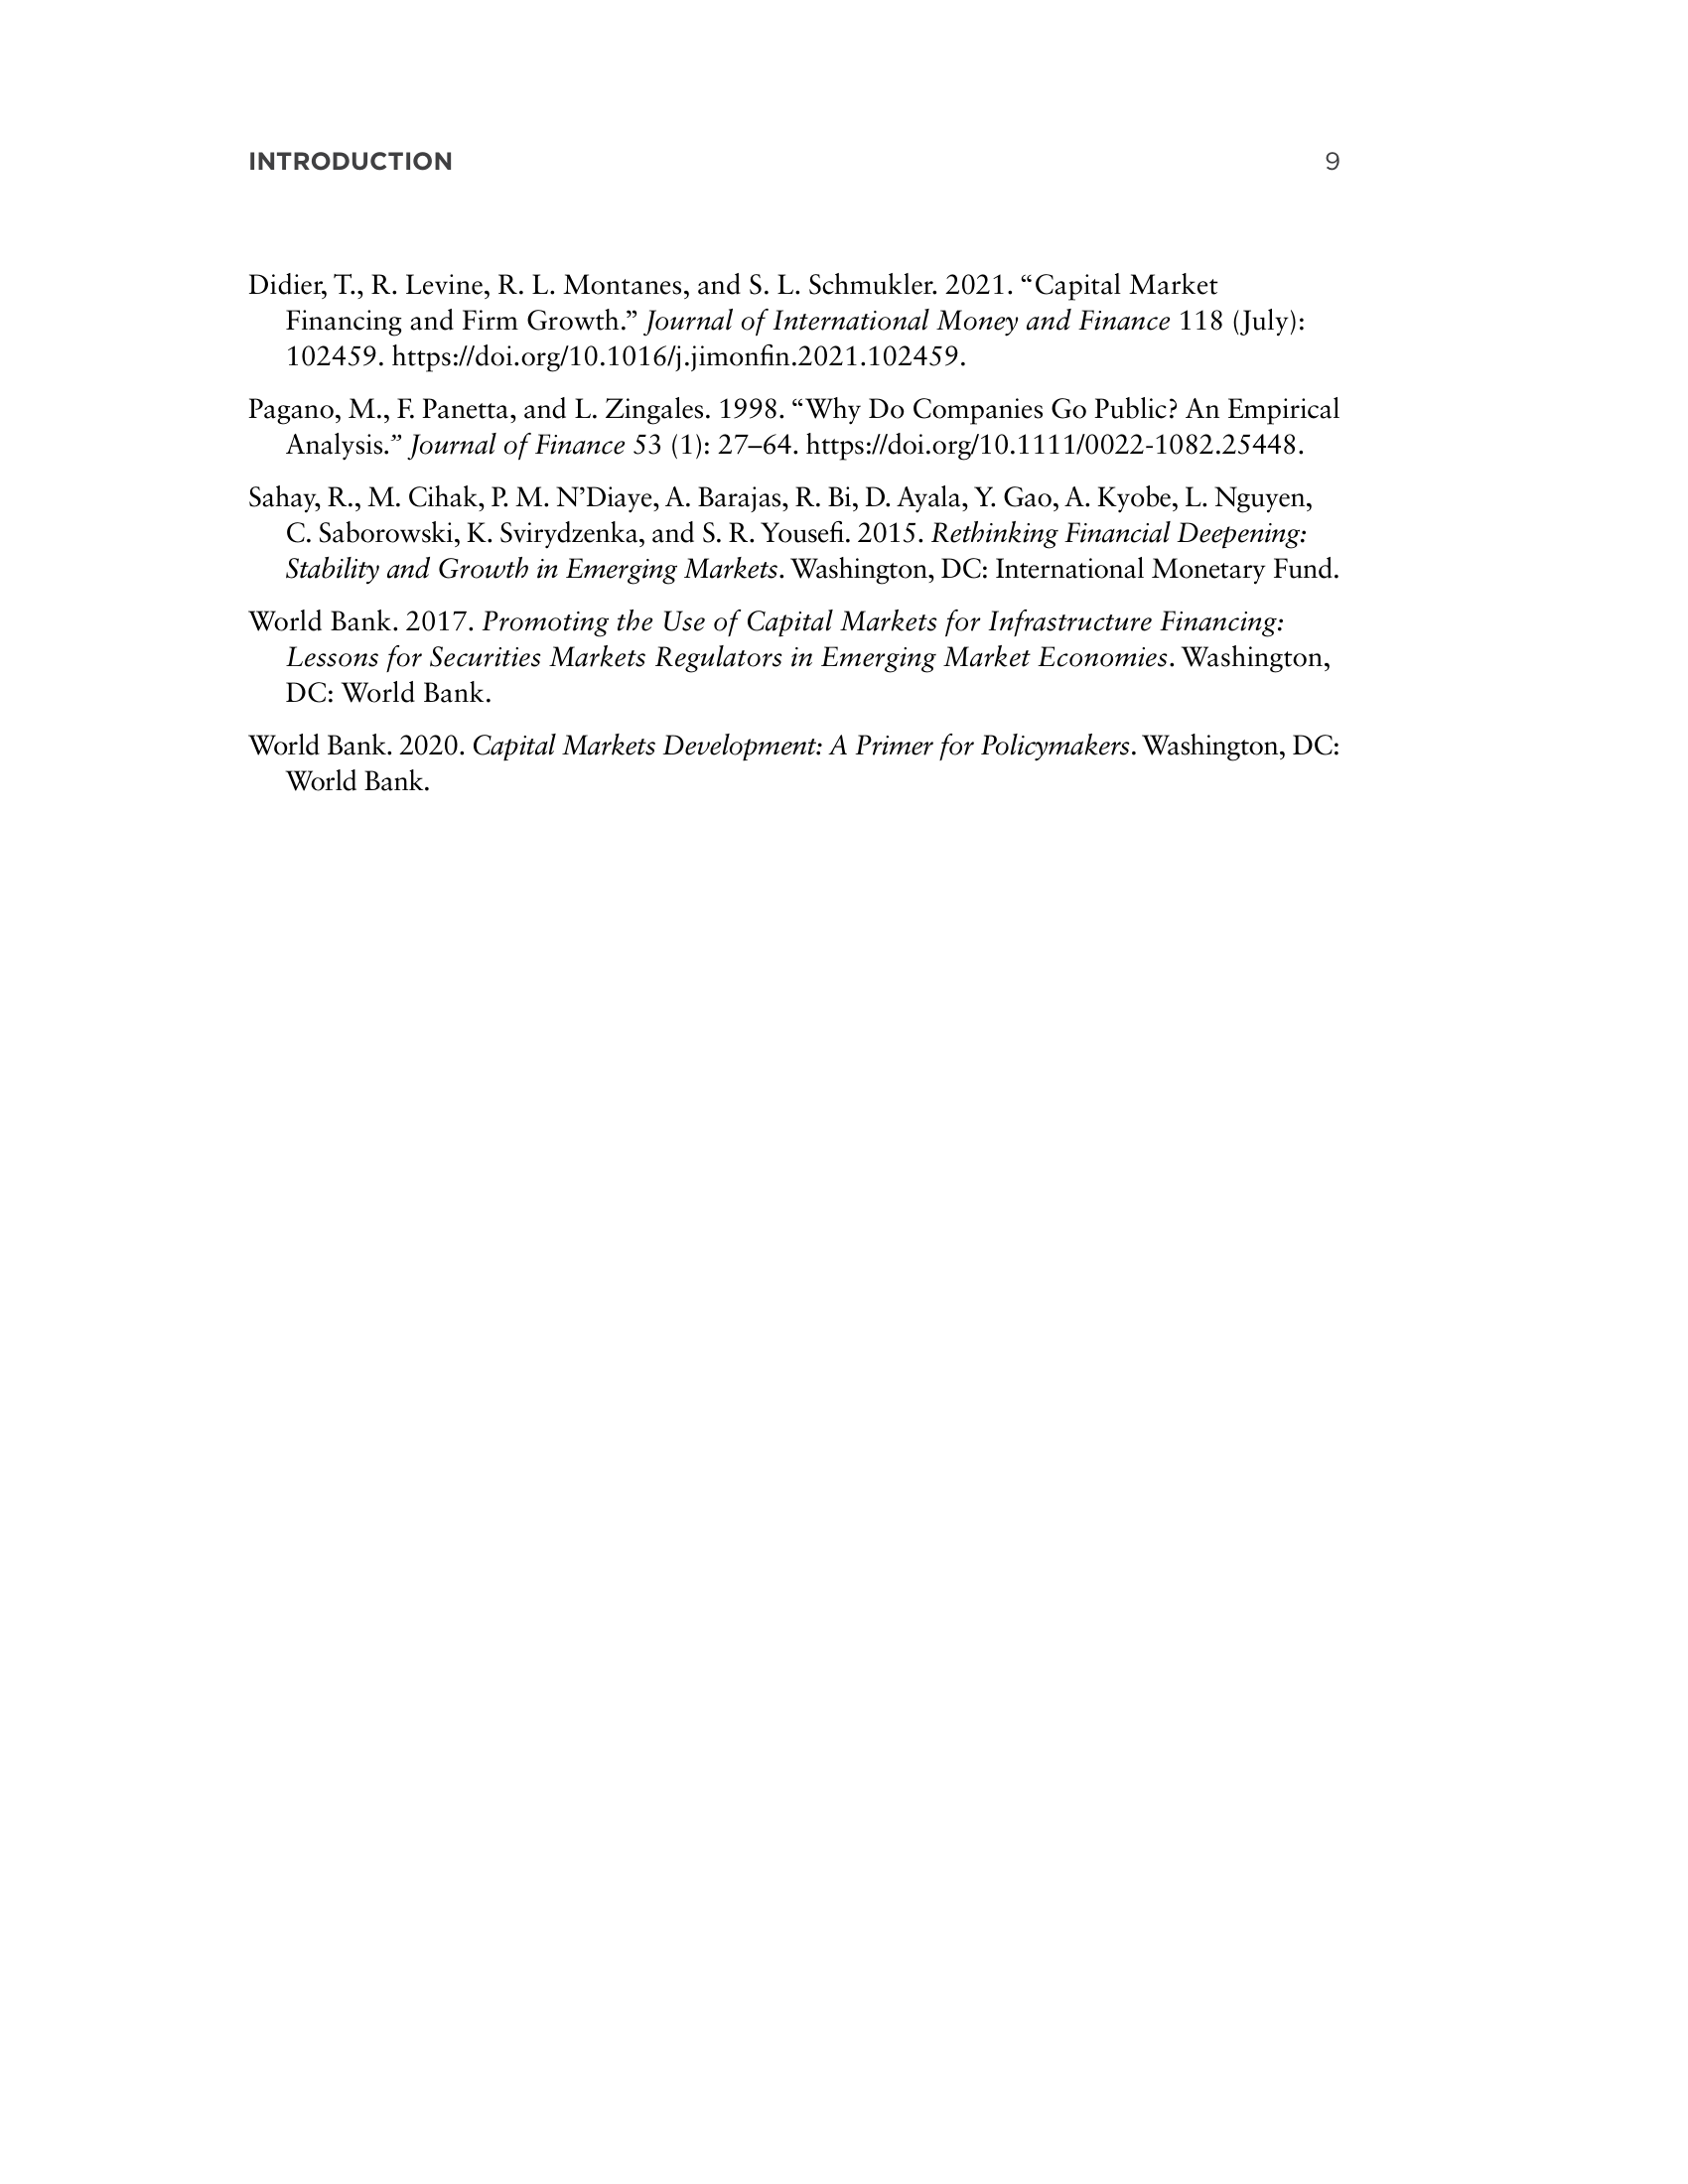 INTRODUCTION 9
Didier, T., R. Levine, R. L. Montanes, and S. L. Schmukler. 2021. “Capital Market
Financing and Firm Growth.” Journal of International Money and Finance 118 (July):
102459. https://doi.org/10.1016/j.jimonfin.2021.102459.
Pagano, M., F. Panetta, and L. Zingales. 1998. “Why Do Companies Go Public? An Empirical
Analysis.” Journal of Finance 53 (1): 27–64. https://doi.org/10.1111/0022-1082.25448.
Sahay, R., M. Cihak, P. M. N’Diaye, A. Barajas, R. Bi, D. Ayala, Y. Gao, A. Kyobe, L. Nguyen,
C. Saborowski, K. Svirydzenka, and S. R. Yousefi. 2015. Rethinking Financial Deepening:
Stability and Growth in Emerging Markets. Washington, DC: International Monetary Fund.
World Bank. 2017. Promoting the Use of Capital Markets for Infrastructure Financing:
Lessons for Securities Markets Regulators in Emerging Market Economies. Washington,
DC: World Bank.
World Bank. 2020. Capital Markets Development: A Primer for Policymakers. Washington, DC:
World Bank.